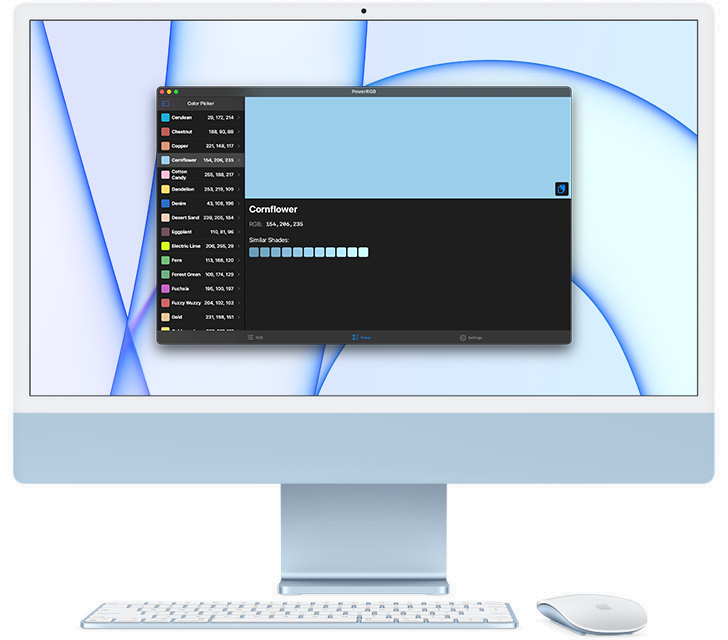 PowerRGB
Color Picker
Cerulean 29, 172, 214
Chestnut 188, 93, 88
Copper 221, 148, 117
Cornflower 154, 206, 235
Cotton
Candy 255, 188, 217
Dandelion 253, 219, 109
Denim 43, 108, 196
Desert Sand 239, 205, 184
Eggplant 110, 81, 96
Electric Lime 206, 255, 29
Fern 113, 188, 120
Forest Green 109, 174, 129
Fuchsia 195, 100, 197
Fuzzy Wuzzy 204, 102, 102
Gold 231, 198, 151
Cornflower
RGB: 154,206,235
Similar Shades:
RGB
Picker
Settings